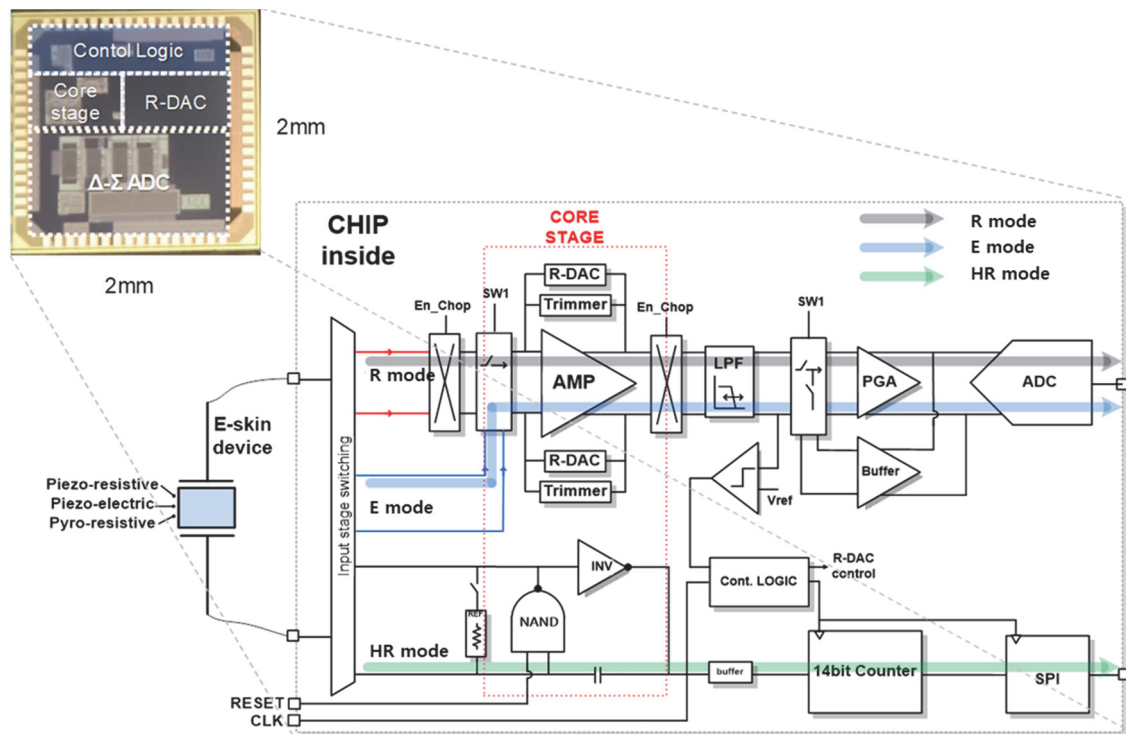 Contol Logic
Core
stage
R-DAC
Δ-Σ ADC
2mm
2mm
CHIP
inside
CORE
STAGE
R mode
E mode
HR mode
En_Chop
SW1
R-DAC
Trimmer
En_Chop
SW1
R mode
AMP
LPF
PGA
ADC
E-skin
device
Input stage switching
R-DAC
Trimmer
Buffer
Piezo-resistive
Piezo-electric
Pyro-resistive
E mode
Vref
INV
Cont. LOGIC
R-DAC
control
REF
NAND
HR mode
buffer
14bit Counter
SPI
RESET
CLK